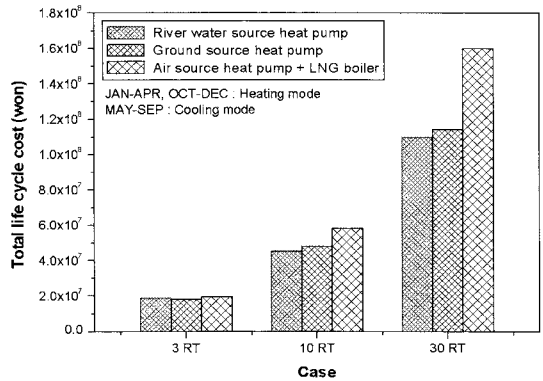 Total life cycle cost (won)
1.8x10⁸
1.6x10⁸
1.4x10⁸
1.2x10⁸
1.0x10⁸
8.0x10⁷
6.0x10⁷
4.0x10⁷
2.0x10⁷
0.0
River water source heat pump
Ground source heat pump
Air source heat pump + LNG boiler
JAN-APR, OCT-DEC : Heating mode
MAY-SEP : Cooling mode
3 RT
10 RT
30 RT
Case